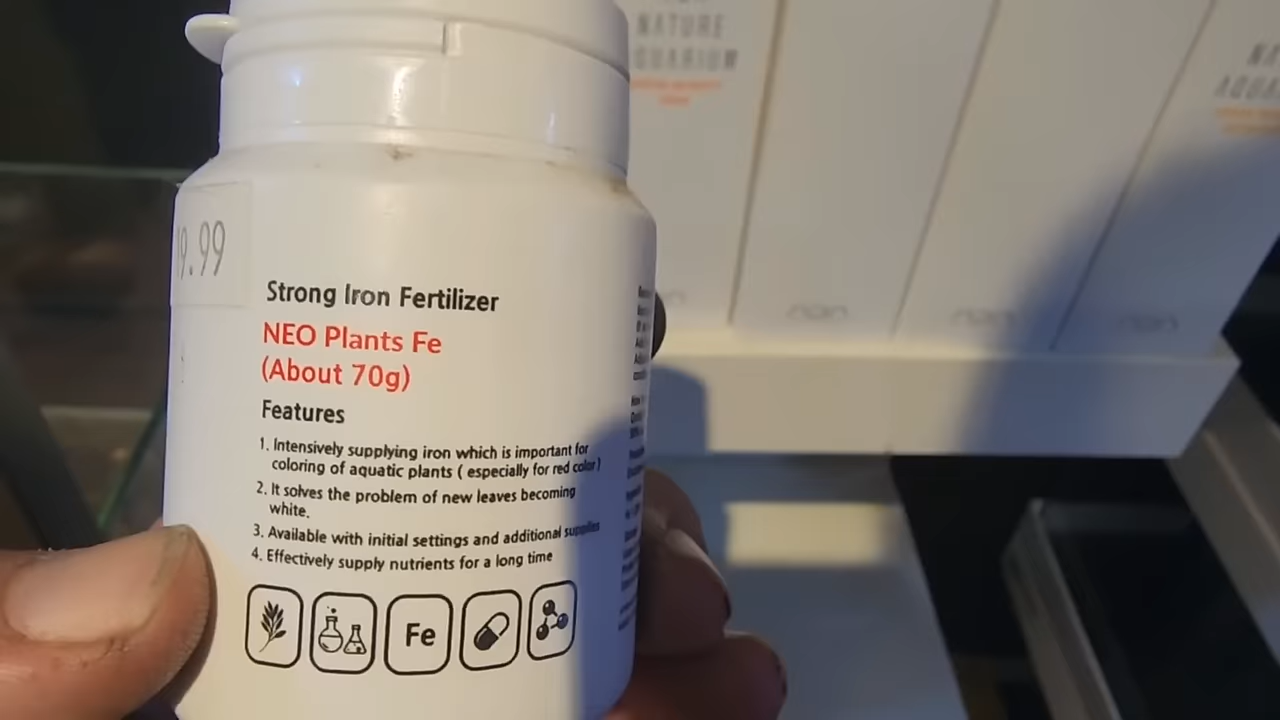 NATURE
AQUARIUM
9.99
Strong Iron Fertilizer
NEO Plants Fe
(About 70g)
Features
1. Intensively supplying iron which is important for
coloring of aquatic plants ( especially for red color )
2. It solves the problem of new leaves becoming
white.
3. Available with initial settings and additional supplies
4. Effectively supply nutrients for a long time
Fe